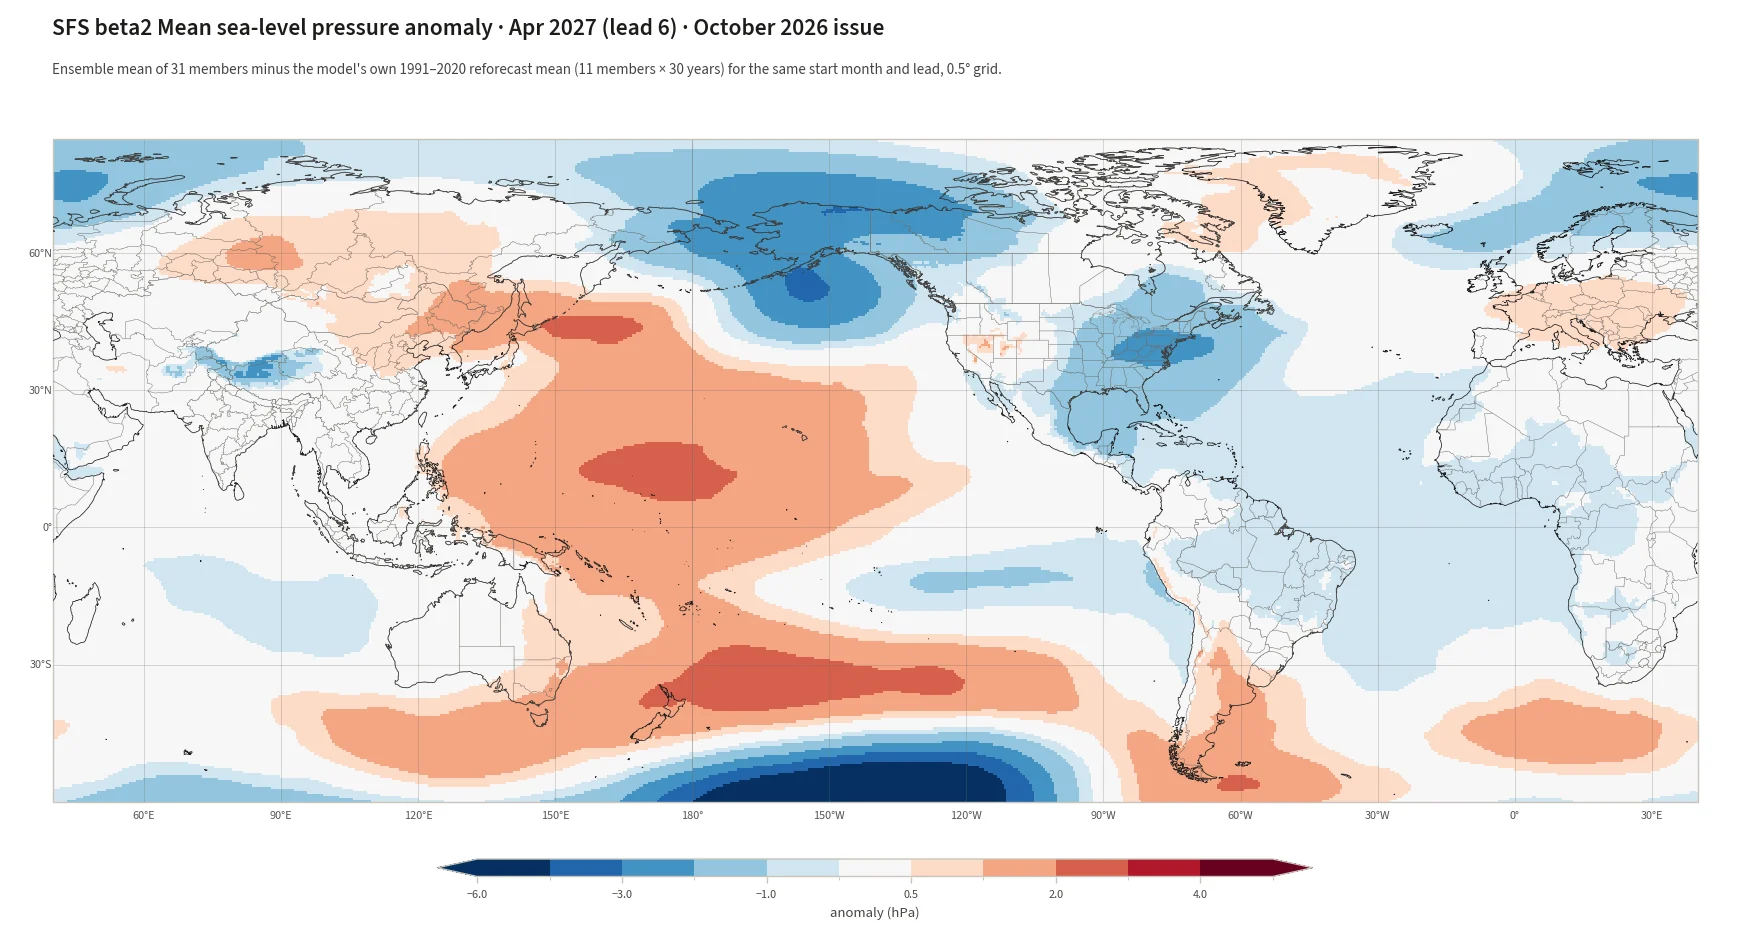 SFS beta2 Mean sea-level pressure anomaly · Apr 2027 (lead 6) · October 2026 issue
Ensemble mean of 31 members minus the model's own 1991–2020 reforecast mean (11 members × 30 years) for the same start month and lead, 0.5° grid.
60°N
30°N
0°
30°S
60°E 90°E 120°E 150°E 180° 150°W 120°W 90°W 60°W 30°W 0° 30°E
−6.0 −3.0 −1.0 0.5 2.0 4.0
anomaly (hPa)